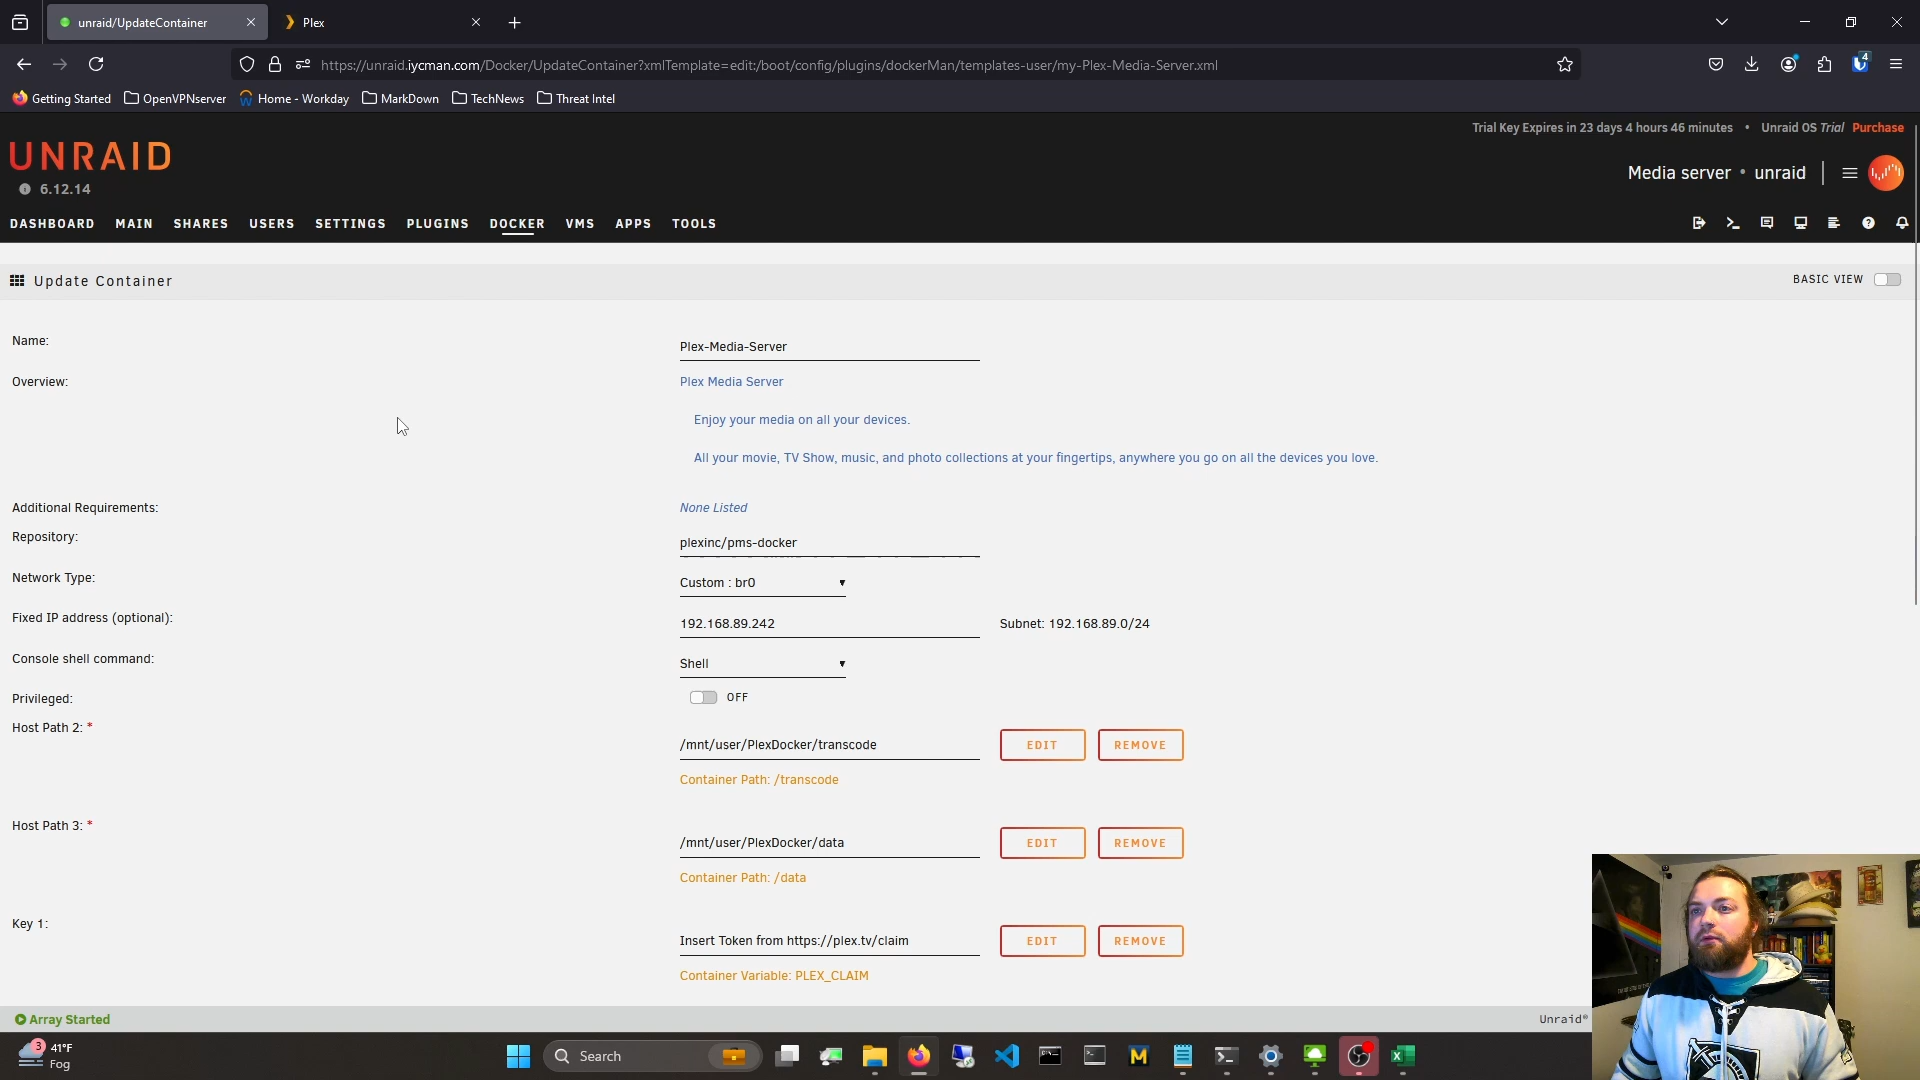 unraid/UpdateContainer
Plex
https://unraid.iycman.com/Docker/UpdateContainer?xmlTemplate=edit:/boot/config/plugins/dockerMan/templates-user/my-Plex-Media-Server.xml
4
Getting Started
OpenVPNserver
Home - Workday
MarkDown
TechNews
Threat Intel
Trial Key Expires in 23 days 4 hours 46 minutes • Unraid OS Trial Purchase
UNRAID
6.12.14
Media server • unraid
DASHBOARD MAIN SHARES USERS SETTINGS PLUGINS DOCKER VMS APPS TOOLS
Update Container
BASIC VIEW
Name:
Plex-Media-Server
Overview:
Plex Media Server
Enjoy your media on all your devices.
All your movie, TV Show, music, and photo collections at your fingertips, anywhere you go on all the devices you love.
Additional Requirements:
None Listed
Repository:
plexinc/pms-docker
Network Type:
Custom : br0
Fixed IP address (optional):
192.168.89.242
Subnet: 192.168.89.0/24
Console shell command:
Shell
Privileged:
OFF
Host Path 2: *
/mnt/user/PlexDocker/transcode
EDIT
REMOVE
Container Path: /transcode
Host Path 3: *
/mnt/user/PlexDocker/data
EDIT
REMOVE
Container Path: /data
Key 1:
Insert Token from https://plex.tv/claim
EDIT
REMOVE
Container Variable: PLEX_CLAIM
Array Started
Unraid®
3
41°F
Fog
Search